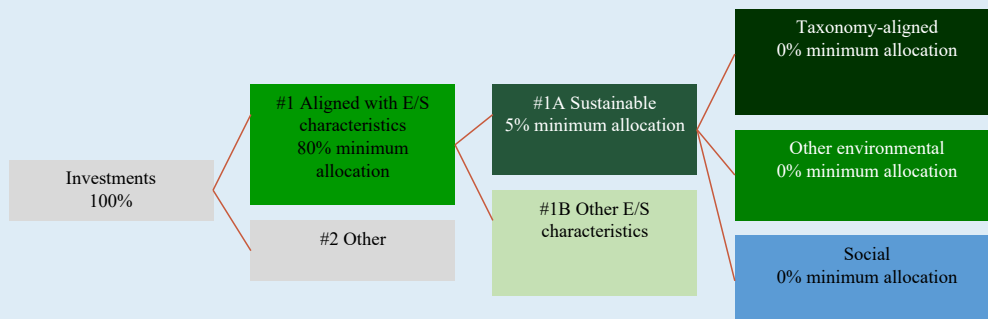 Investments
100%
#1 Aligned with E/S
characteristics
80% minimum
allocation
#2 Other
#1A Sustainable
5% minimum allocation
#1B Other E/S
characteristics
Taxonomy-aligned
0% minimum allocation
Other environmental
0% minimum allocation
Social
0% minimum allocation